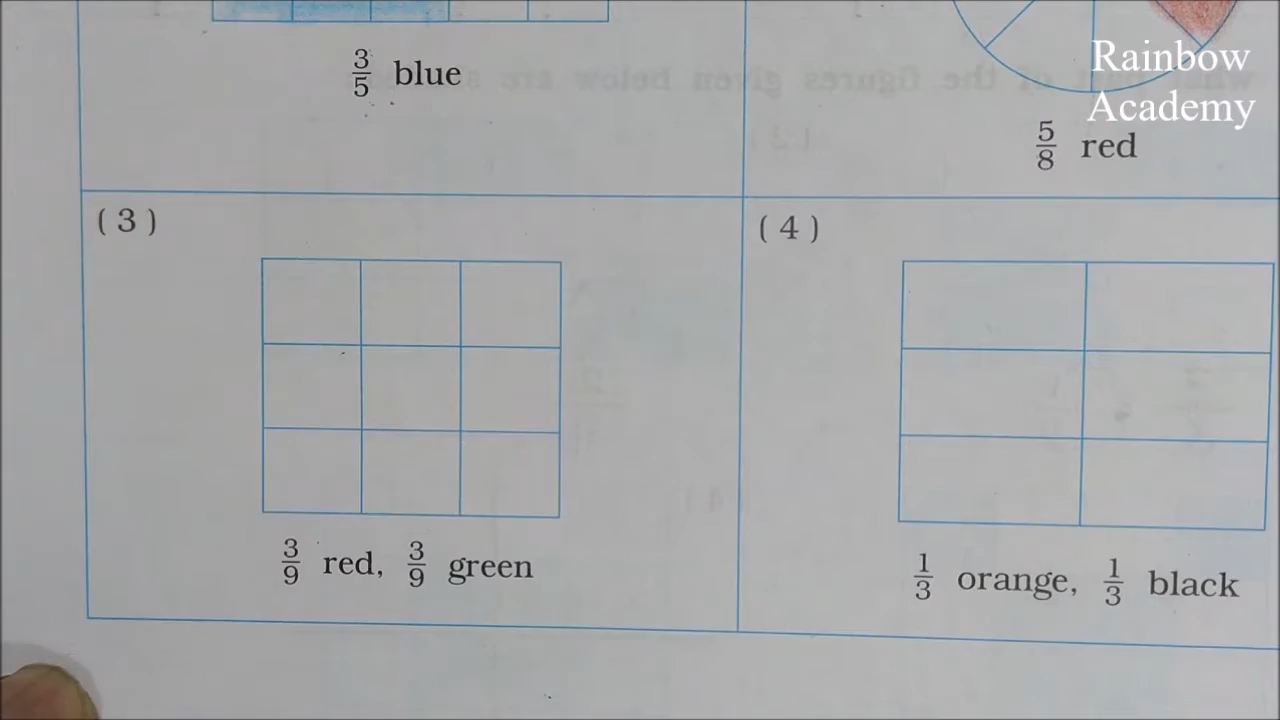 3/5 blue
Rainbow
Academy
5/8 red
( 3 )
( 4 )
3/9 red, 3/9 green
1/3 orange, 1/3 black